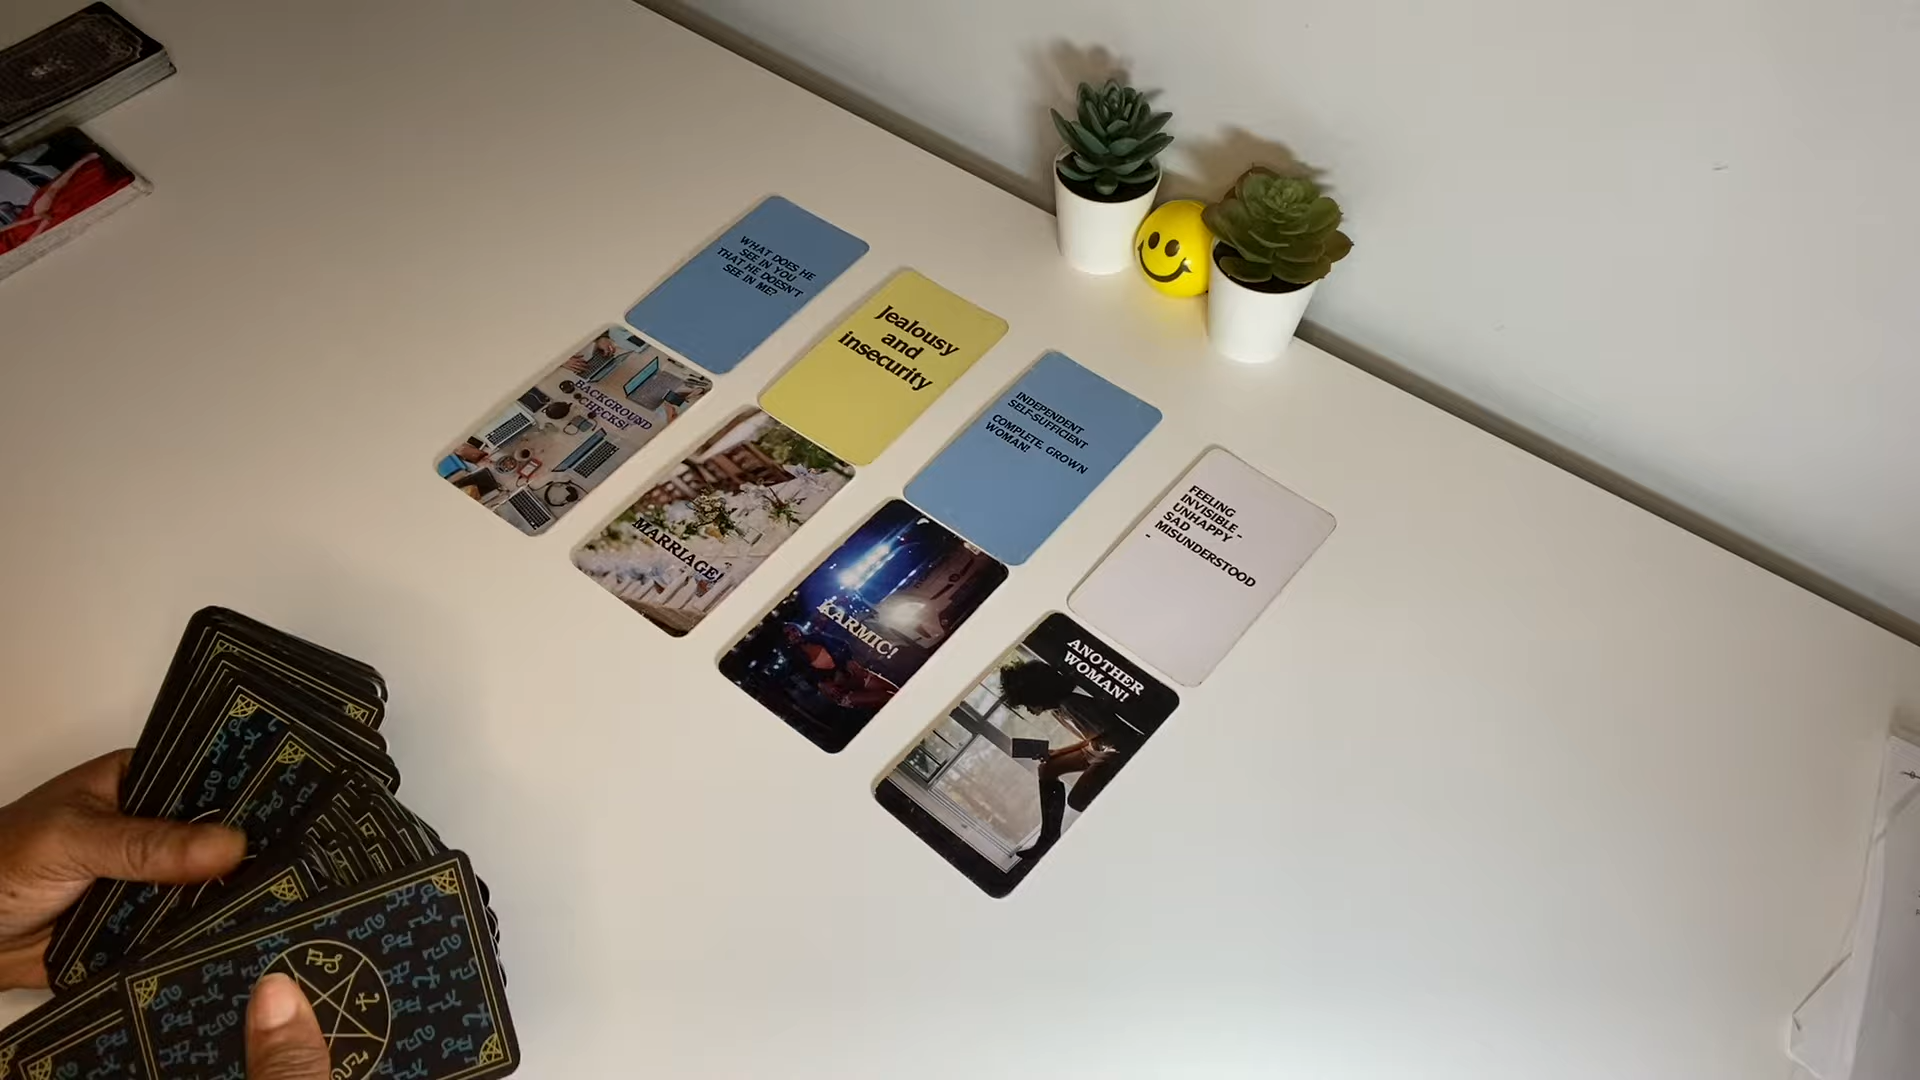 WHAT DOES HE
SEE IN YOU
THAT HE DOESN'T
SEE IN ME?
Jealousy
and
insecurity
INDEPENDENT
SELF-SUFFICIENT
COMPLETE, GROWN
WOMAN!
FEELING
INVISIBLE
UNHAPPY -
SAD
- MISUNDERSTOOD
BACKGROUND
CHECKS!
MARRIAGE!
KARMIC!
ANOTHER
WOMAN!